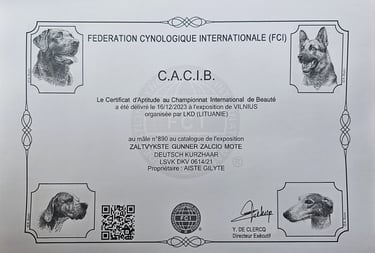 FEDERATION CYNOLOGIQUE INTERNATIONALE (FCI)
C.A.C.I.B.
Le Certificat d'Aptitude au Championnat International de Beauté
a été délivré le 16/12/2023 à l'exposition de VILNIUS
organisée par LKD (LITUANIE)
au mâle n°890 au catalogue de l'exposition
ZALTVYKSTE GUNNER ZALCIO MOTE
DEUTSCH KURZHAAR
LSVK DKV 0614/21
Propriétaire : AISTE GILYTE
FCI
Y. DE CLERCQ
Directeur Exécutif